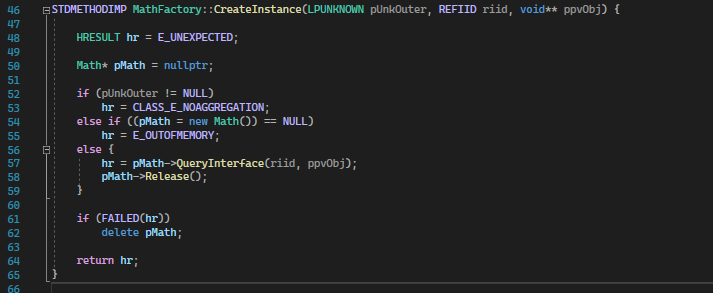 46 STDMETHODIMP MathFactory::CreateInstance(LPUNKNOWN pUnkOuter, REFIID riid, void** ppvObj) {
47
48     HRESULT hr = E_UNEXPECTED;
49
50     Math* pMath = nullptr;
51
52     if (pUnkOuter != NULL)
53         hr = CLASS_E_NOAGGREGATION;
54     else if ((pMath = new Math()) == NULL)
55         hr = E_OUTOFMEMORY;
56     else {
57         hr = pMath->QueryInterface(riid, ppvObj);
58         pMath->Release();
59     }
60
61     if (FAILED(hr))
62         delete pMath;
63
64     return hr;
65 }
66